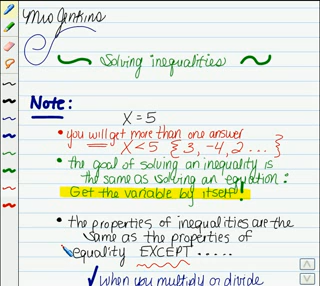 Mrs Jenkins
Solving inequalities
Note:
X = 5
• you will get more than one answer
X < 5 {3, -4, 2 ... }
• the goal of solving an inequality is
the same as solving an equation:
Get the variable by itself!
• the properties of inequalities are the
same as the properties of
equality EXCEPT .....
√ when you multiply or divide